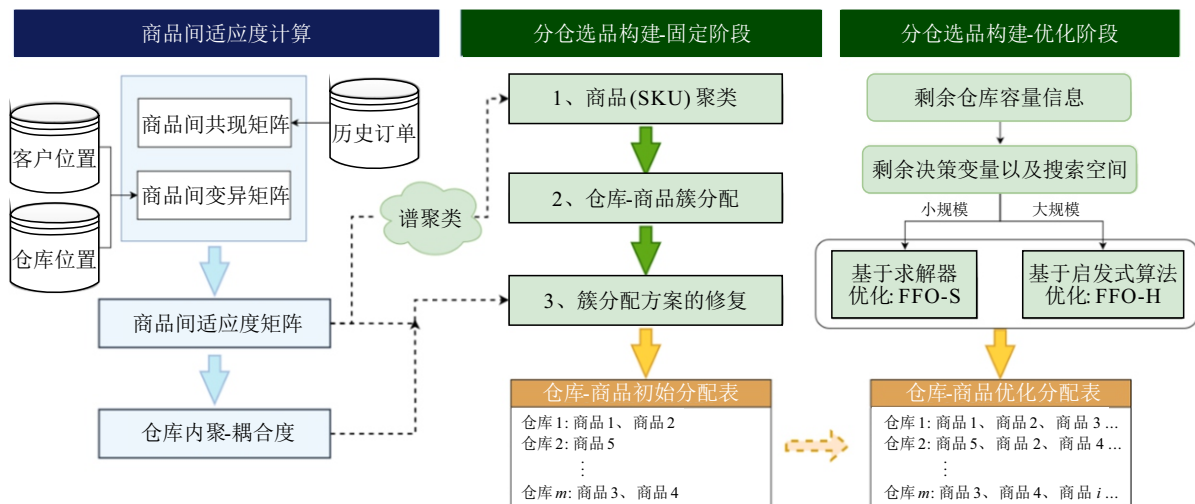 商品间适应度计算
商品间共现矩阵
历史订单
客户位置
商品间变异矩阵
仓库位置
谱聚类
商品间适应度矩阵
仓库内聚-耦合度
分仓选品构建-固定阶段
1、商品(SKU)聚类
2、仓库-商品簇分配
3、簇分配方案的修复
仓库-商品初始分配表
仓库1: 商品1、商品2
仓库2: 商品5
⋮
仓库m: 商品3、商品4
分仓选品构建-优化阶段
剩余仓库容量信息
剩余决策变量以及搜索空间
小规模
大规模
基于求解器
优化: FFO-S
基于启发式算法
优化: FFO-H
仓库-商品优化分配表
仓库1: 商品1、商品2、商品3 ...
仓库2: 商品5、商品2、商品4 ...
⋮
仓库m: 商品3、商品4、商品i ...